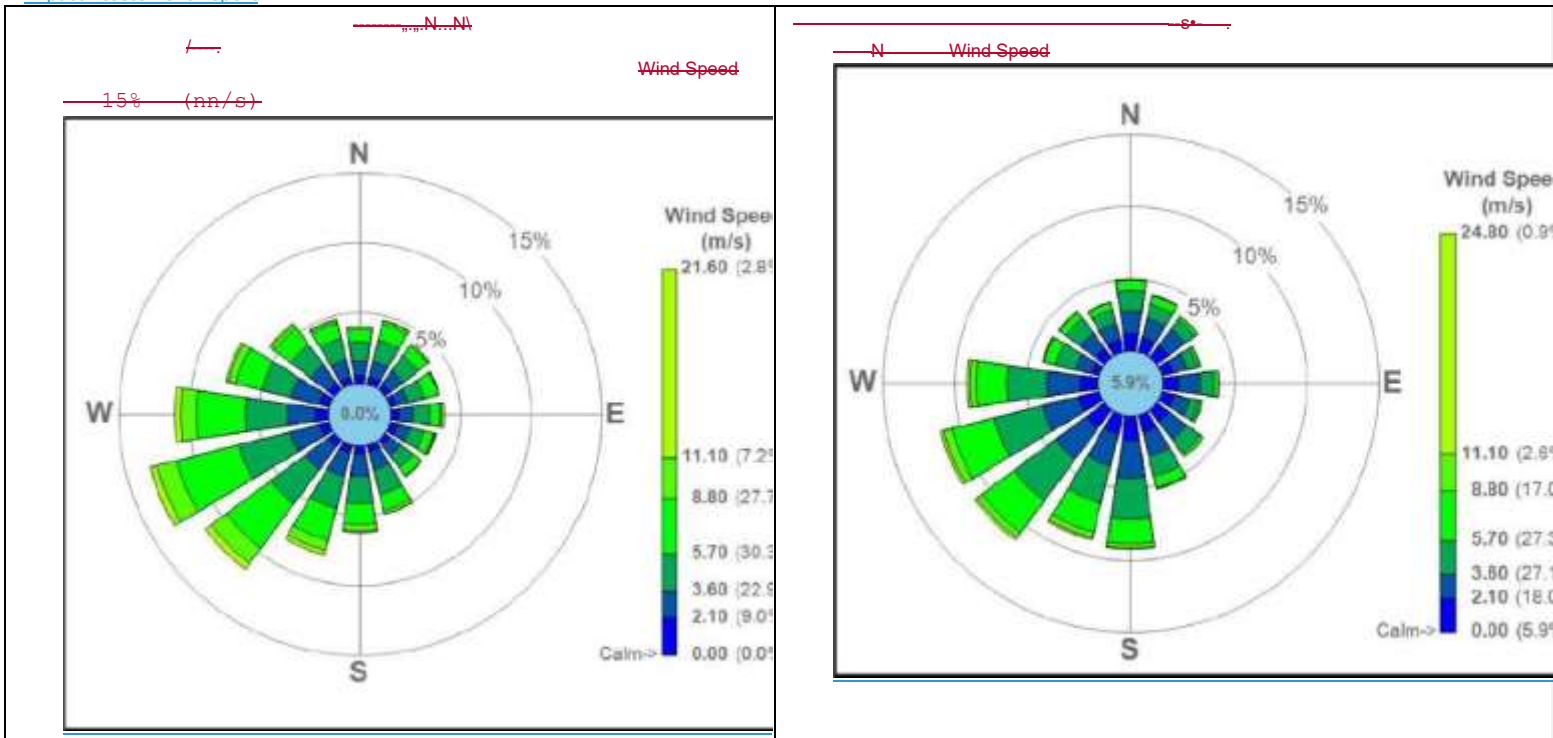 N
Wind Speed
15% (nn/s)
N
W
E
S
15%
10%
5%
0.0%
Wind Spee
(m/s)
21.60 (2.8%
11.10 (7.2%
8.80 (27.7
5.70 (30.3
3.60 (22.9
2.10 (9.0%
Calm-> 0.00 (0.0%
N Wind Speed
N
W
E
S
15%
10%
5%
5.9%
Wind Spee
(m/s)
24.80 (0.9%
11.10 (2.8%
8.80 (17.0
5.70 (27.3
3.60 (27.1
2.10 (18.0
Calm-> 0.00 (5.9%